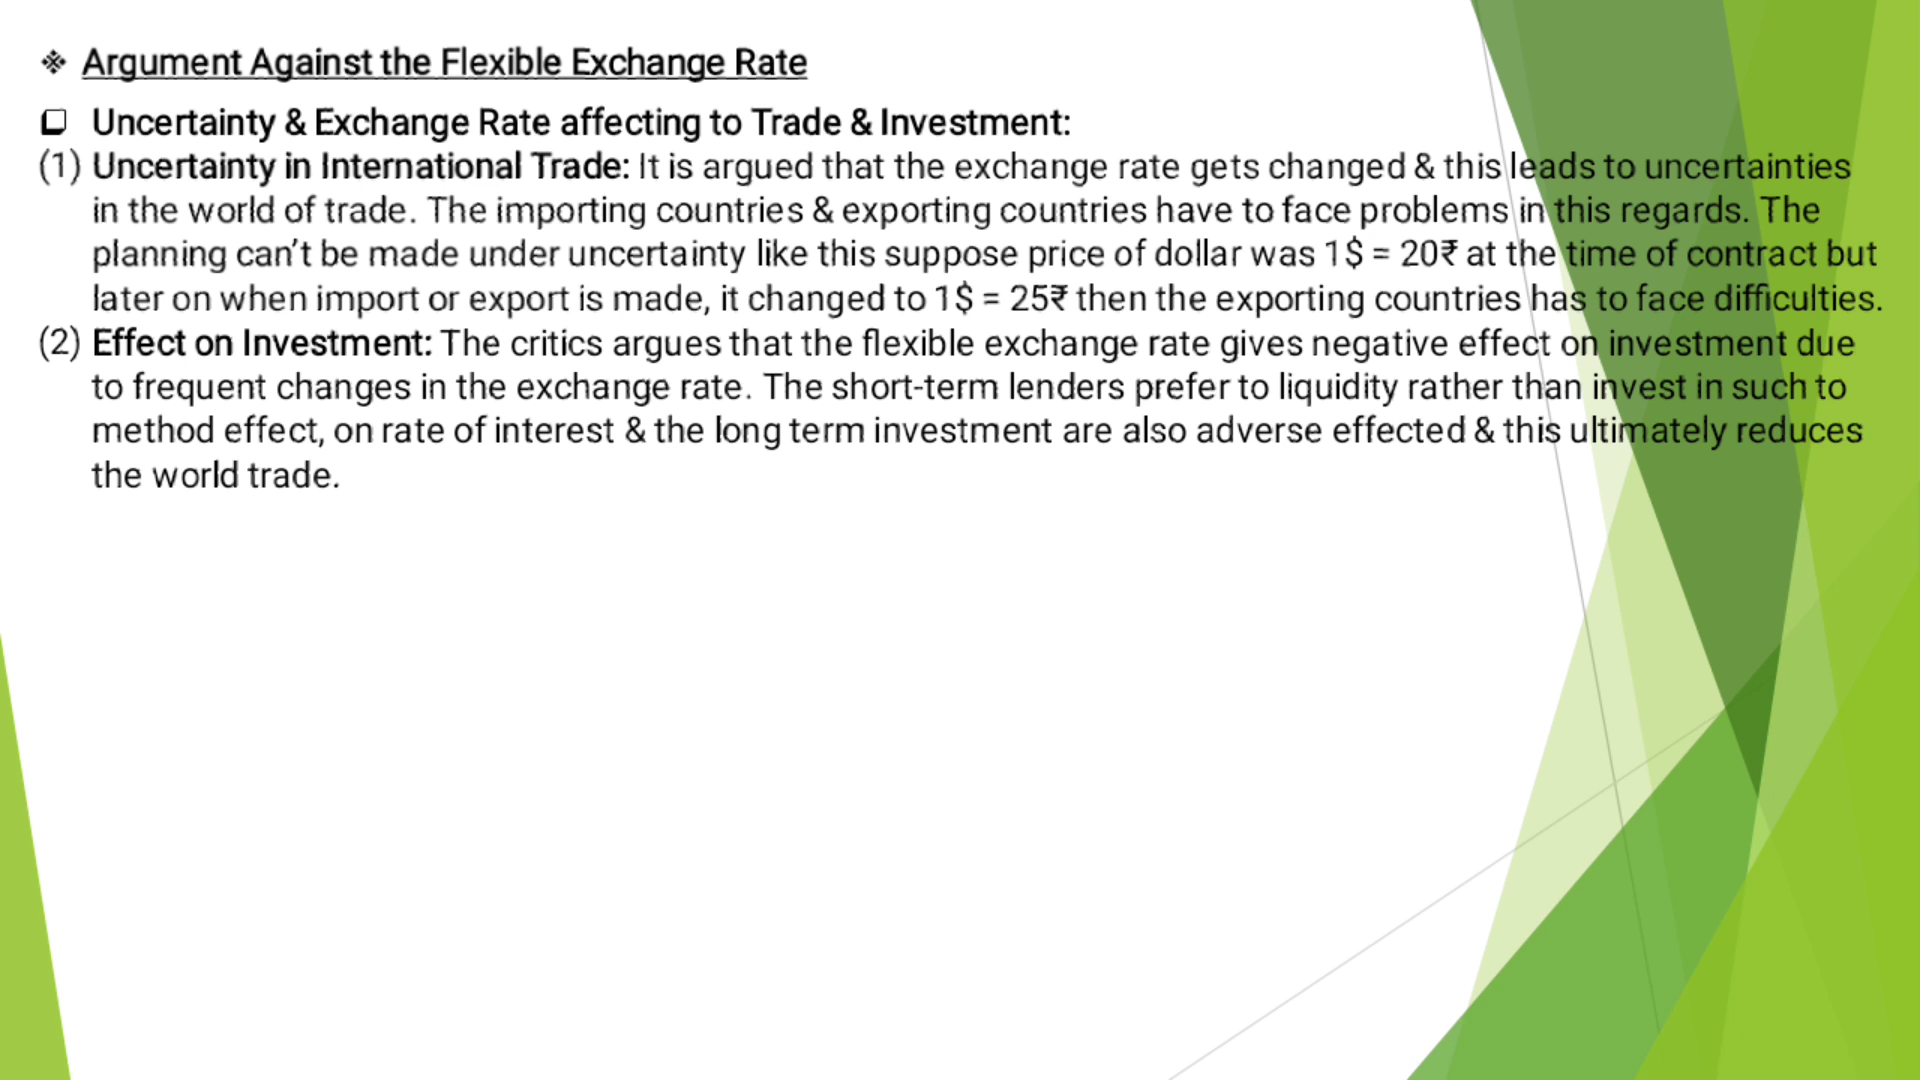 ❖ Argument Against the Flexible Exchange Rate
❑ Uncertainty & Exchange Rate affecting to Trade & Investment:
(1) Uncertainty in International Trade: It is argued that the exchange rate gets changed & this leads to uncertainties
in the world of trade. The importing countries & exporting countries have to face problems in this regards. The
planning can't be made under uncertainty like this suppose price of dollar was 1$ = 20₹ at the time of contract but
later on when import or export is made, it changed to 1$ = 25₹ then the exporting countries has to face difficulties.
(2) Effect on Investment: The critics argues that the flexible exchange rate gives negative effect on investment due
to frequent changes in the exchange rate. The short-term lenders prefer to liquidity rather than invest in such to
method effect, on rate of interest & the long term investment are also adverse effected & this ultimately reduces
the world trade.